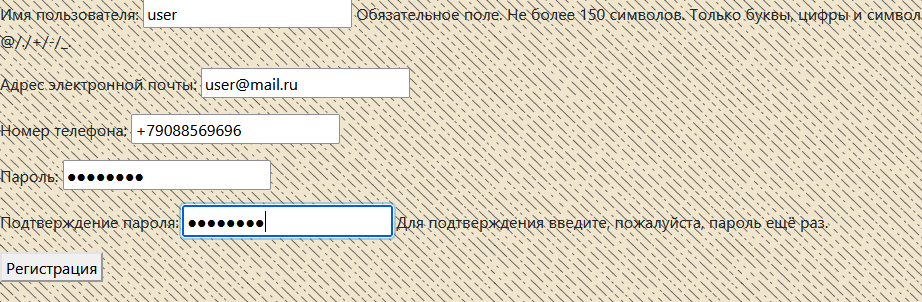 Имя пользователя: user Обязательное поле. Не более 150 символов. Только буквы, цифры и символ
@/./+/-/_.
Адрес электронной почты: user@mail.ru
Номер телефона: +79088569696
Пароль: ●●●●●●●●
Подтверждение пароля: ●●●●●●●● Для подтверждения введите, пожалуйста, пароль ещё раз.
Регистрация